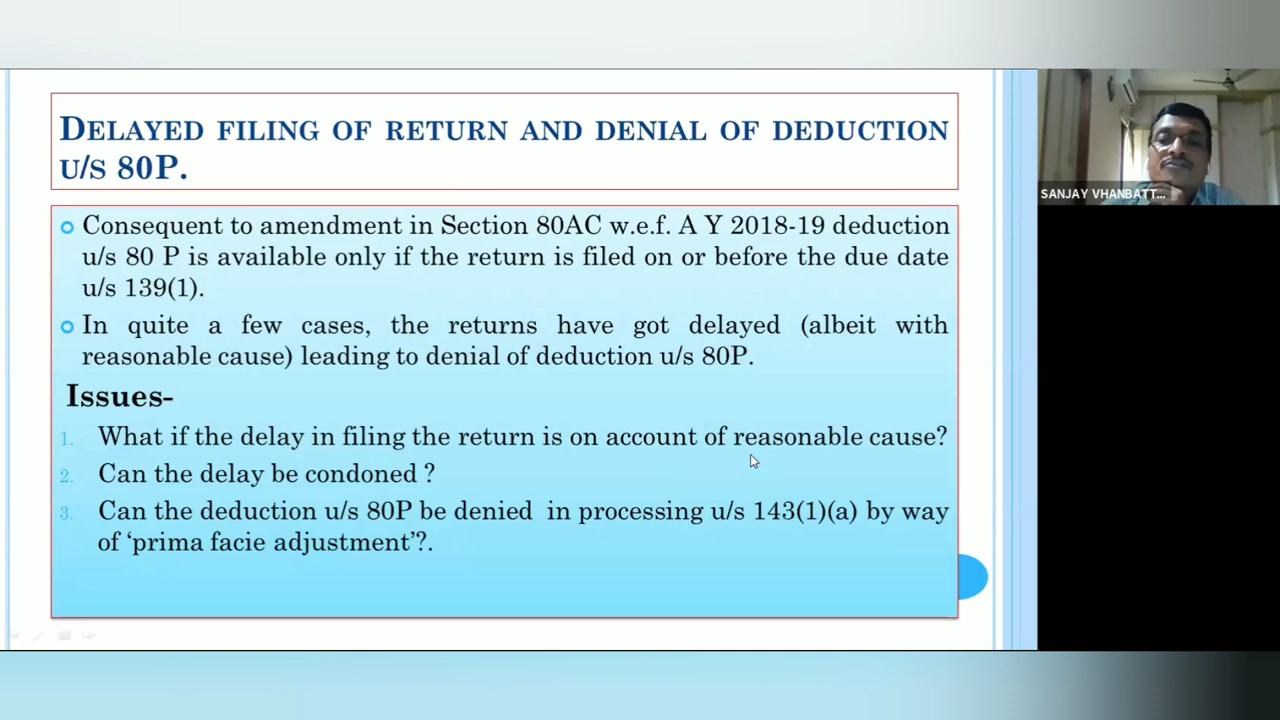 DELAYED FILING OF RETURN AND DENIAL OF DEDUCTION
U/S 80P.
Consequent to amendment in Section 80AC w.e.f. A Y 2018-19 deduction
u/s 80 P is available only if the return is filed on or before the due date
u/s 139(1).
In quite a few cases, the returns have got delayed (albeit with
reasonable cause) leading to denial of deduction u/s 80P.
Issues-
1. What if the delay in filing the return is on account of reasonable cause?
2. Can the delay be condoned ?
3. Can the deduction u/s 80P be denied in processing u/s 143(1)(a) by way
of ‘prima facie adjustment’?.
SANJAY VHANBATT...